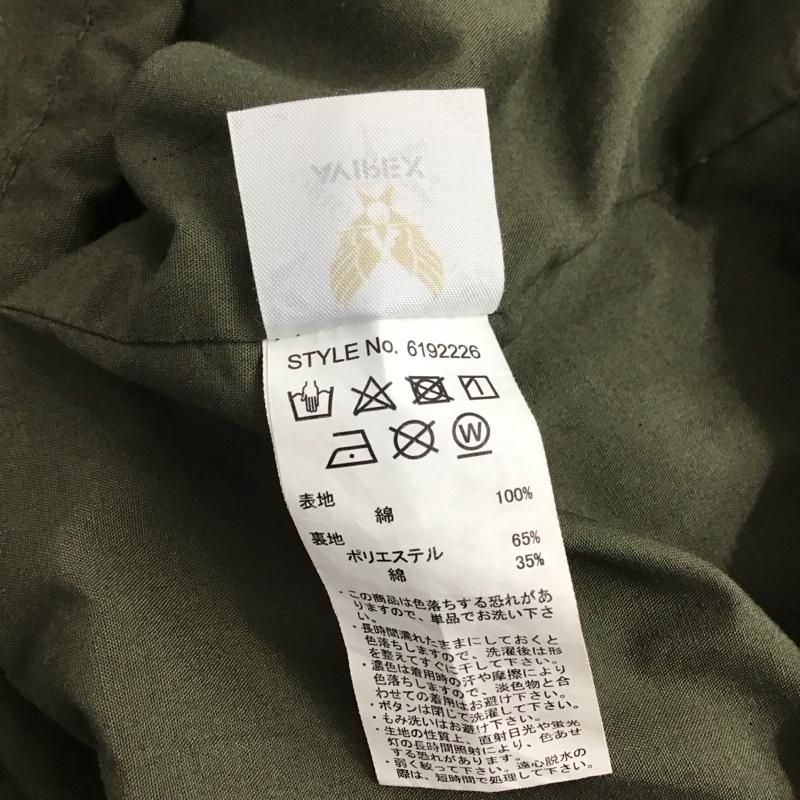 AVIREX
STYLE No. 6192226
W
表地 100%
綿
裏地 65%
ポリエステル 35%
綿
・この商品は色落ちする恐れがあ
りますので、単品でお洗い下さ
い。
・長時間濡れたままにしておくと
色落ちしますので、洗濯後は形
を整えてすぐに干して下さい。
・濃色は着用時の汗や摩擦により
色落ちしますので、淡色物と合
わせての着用はお避け下さい。
・ボタンは閉じて洗濯して下さい。
・もみ洗いはお避け下さい。
・生地の性質上、直射日光や蛍光
灯の長時間照射により、色あせ
する恐れがあります。
・弱く絞って下さい。遠心脱水の
際は、短時間で処理して下さい。